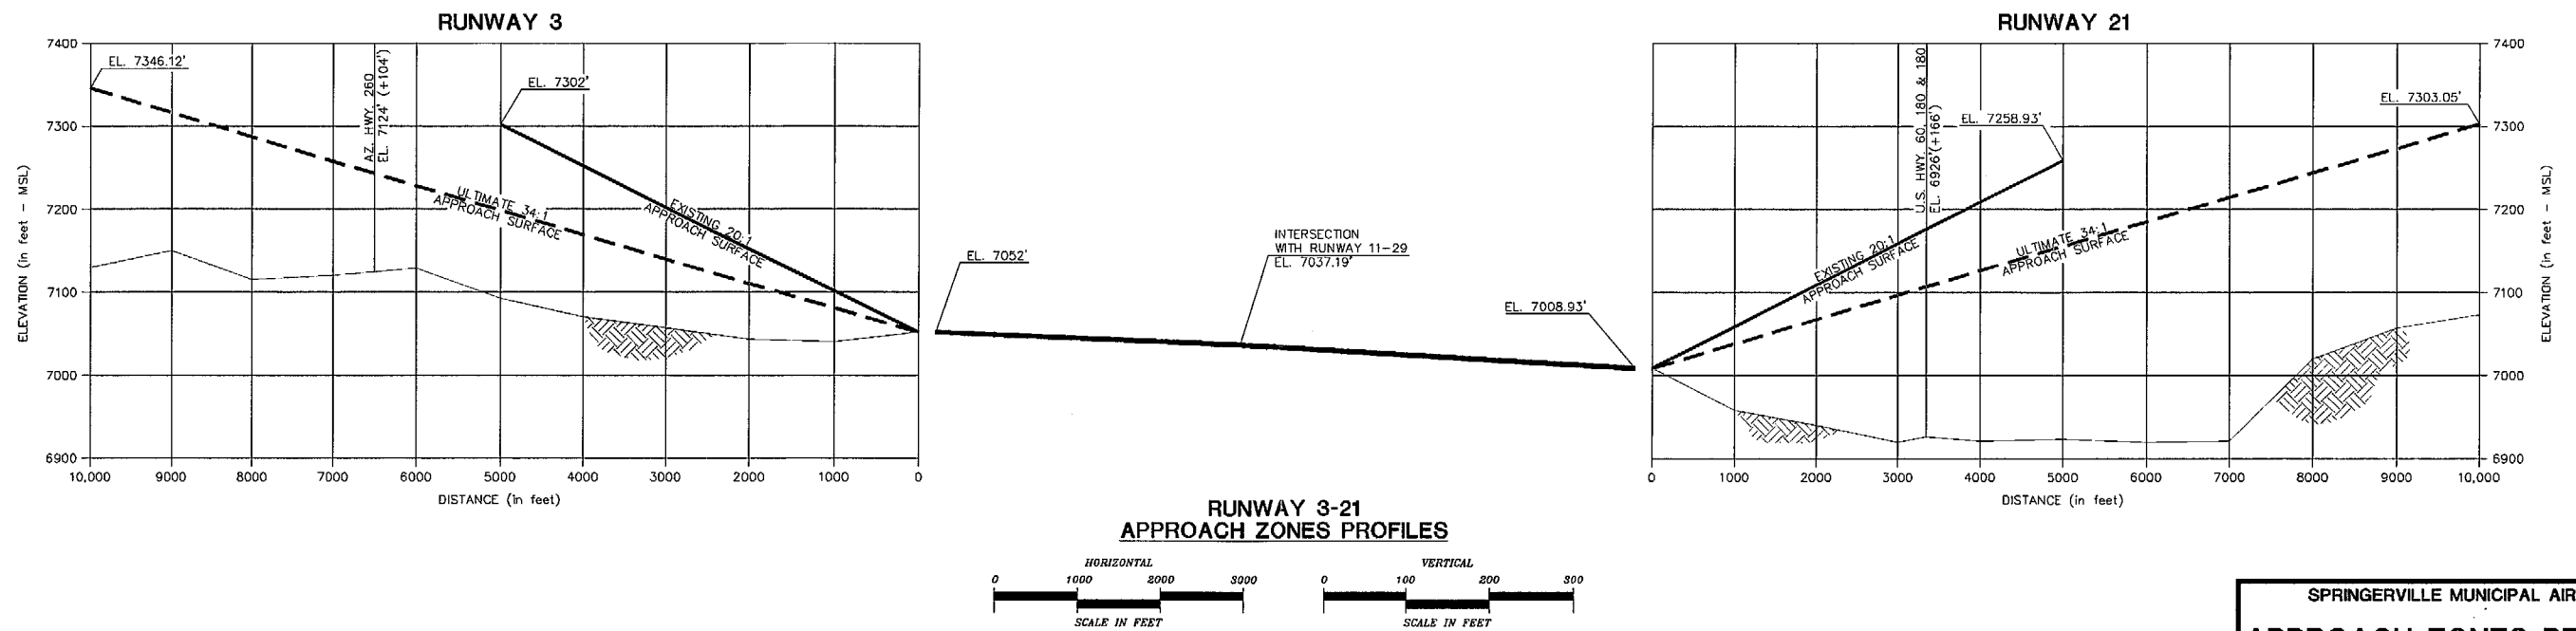 RUNWAY 3
7400
7300
7200
7100
7000
6900
ELEVATION (in feet - MSL)
EL. 7346.12'
AZ. HWY. 260
EL. 7124' (+104')
EL. 7302'
ULTIMATE 34:1
APPROACH SURFACE
EXISTING 20:1
APPROACH SURFACE
10,000 9000 8000 7000 6000 5000 4000 3000 2000 1000 0
DISTANCE (in feet)
EL. 7052'
INTERSECTION
WITH RUNWAY 11-29
EL. 7037.19'
EL. 7008.93'
RUNWAY 21
U.S. HWY. 60, 180 & 180
EL. 6926'(+166')
EL. 7258.93'
EL. 7303.05'
EXISTING 20:1
APPROACH SURFACE
ULTIMATE 34:1
APPROACH SURFACE
7400
7300
7200
7100
7000
6900
ELEVATION (in feet - MSL)
0 1000 2000 3000 4000 5000 6000 7000 8000 9000 10,000
DISTANCE (in feet)
RUNWAY 3-21
APPROACH ZONES PROFILES
HORIZONTAL
0 1000 2000 3000
SCALE IN FEET
VERTICAL
0 100 200 300
SCALE IN FEET
SPRINGERVILLE MUNICIPAL AIR